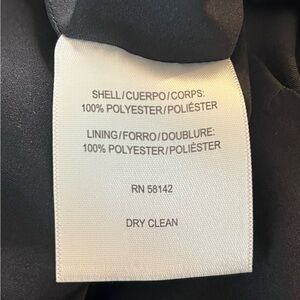 SHELL/CUERPO/CORPS:
100% POLYESTER/POLIÉSTER
LINING/FORRO/DOUBLURE:
100% POLYESTER/POLIÉSTER
RN 58142
DRY CLEAN